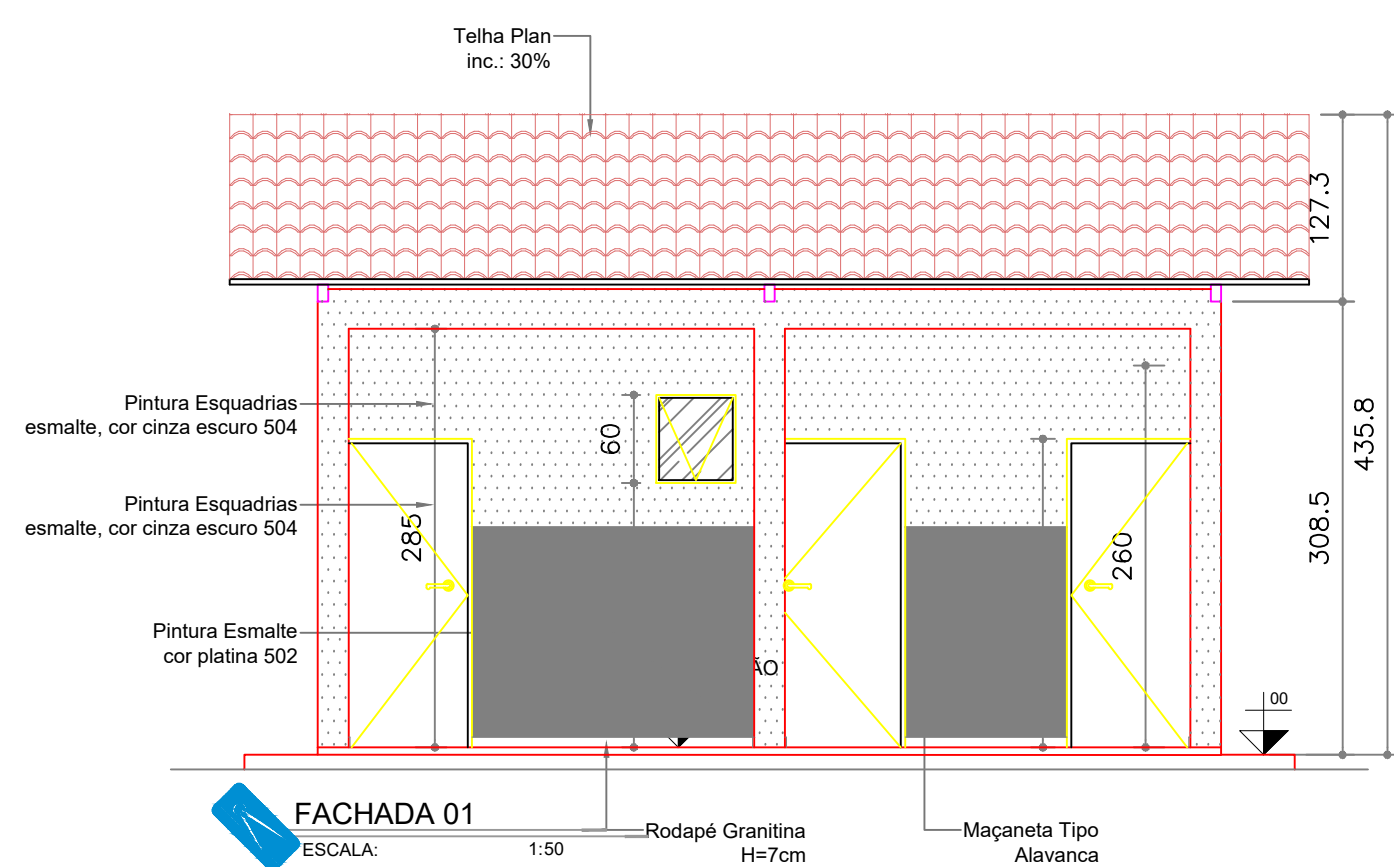 Telha Plan
inc.: 30%
127.3
435.8
308.5
Pintura Esquadrias
esmalte, cor cinza escuro 504
60
Pintura Esquadrias
esmalte, cor cinza escuro 504
285
260
Pintura Esmalte
cor platina 502
ÃO
00
FACHADA 01
ESCALA: 1:50
Rodapé Granitina
H=7cm
Maçaneta Tipo
Alavanca